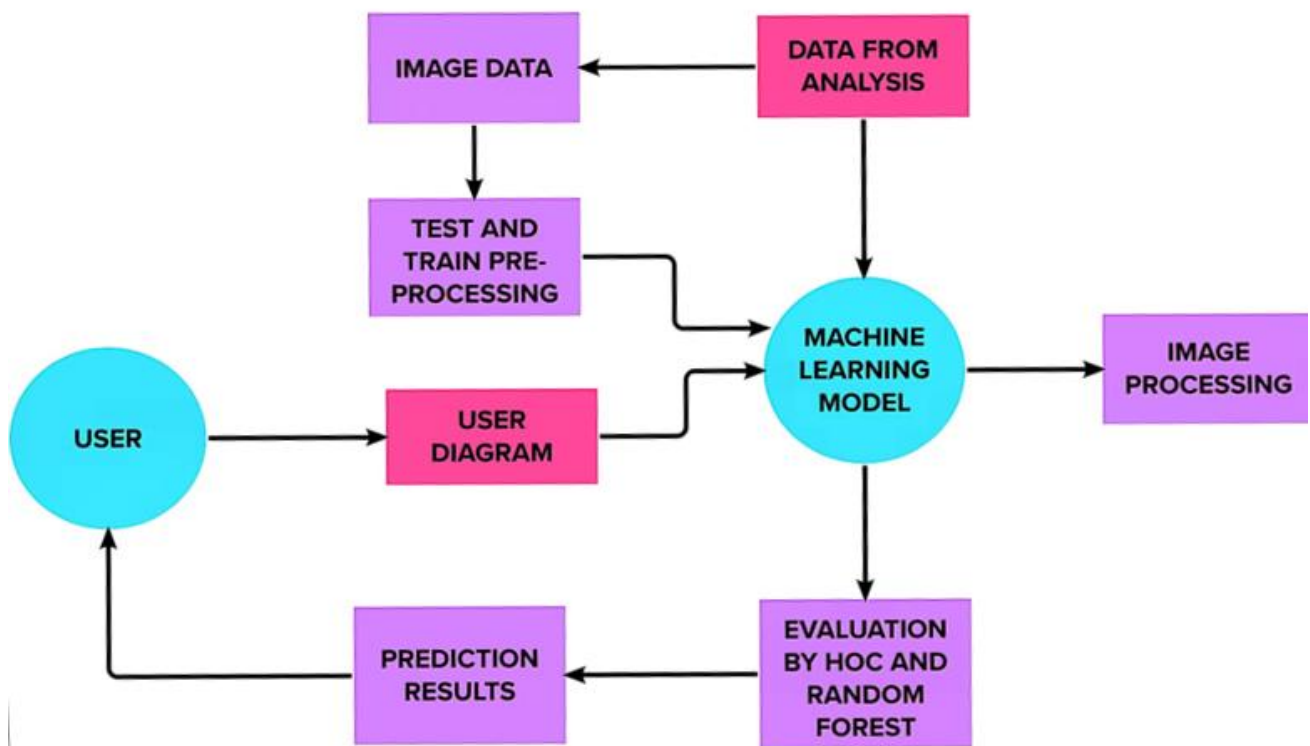 IMAGE DATA
DATA FROM
ANALYSIS
TEST AND
TRAIN PRE-
PROCESSING
MACHINE
LEARNING
MODEL
IMAGE
PROCESSING
USER
USER
DIAGRAM
PREDICTION
RESULTS
EVALUATION
BY HOC AND
RANDOM
FOREST